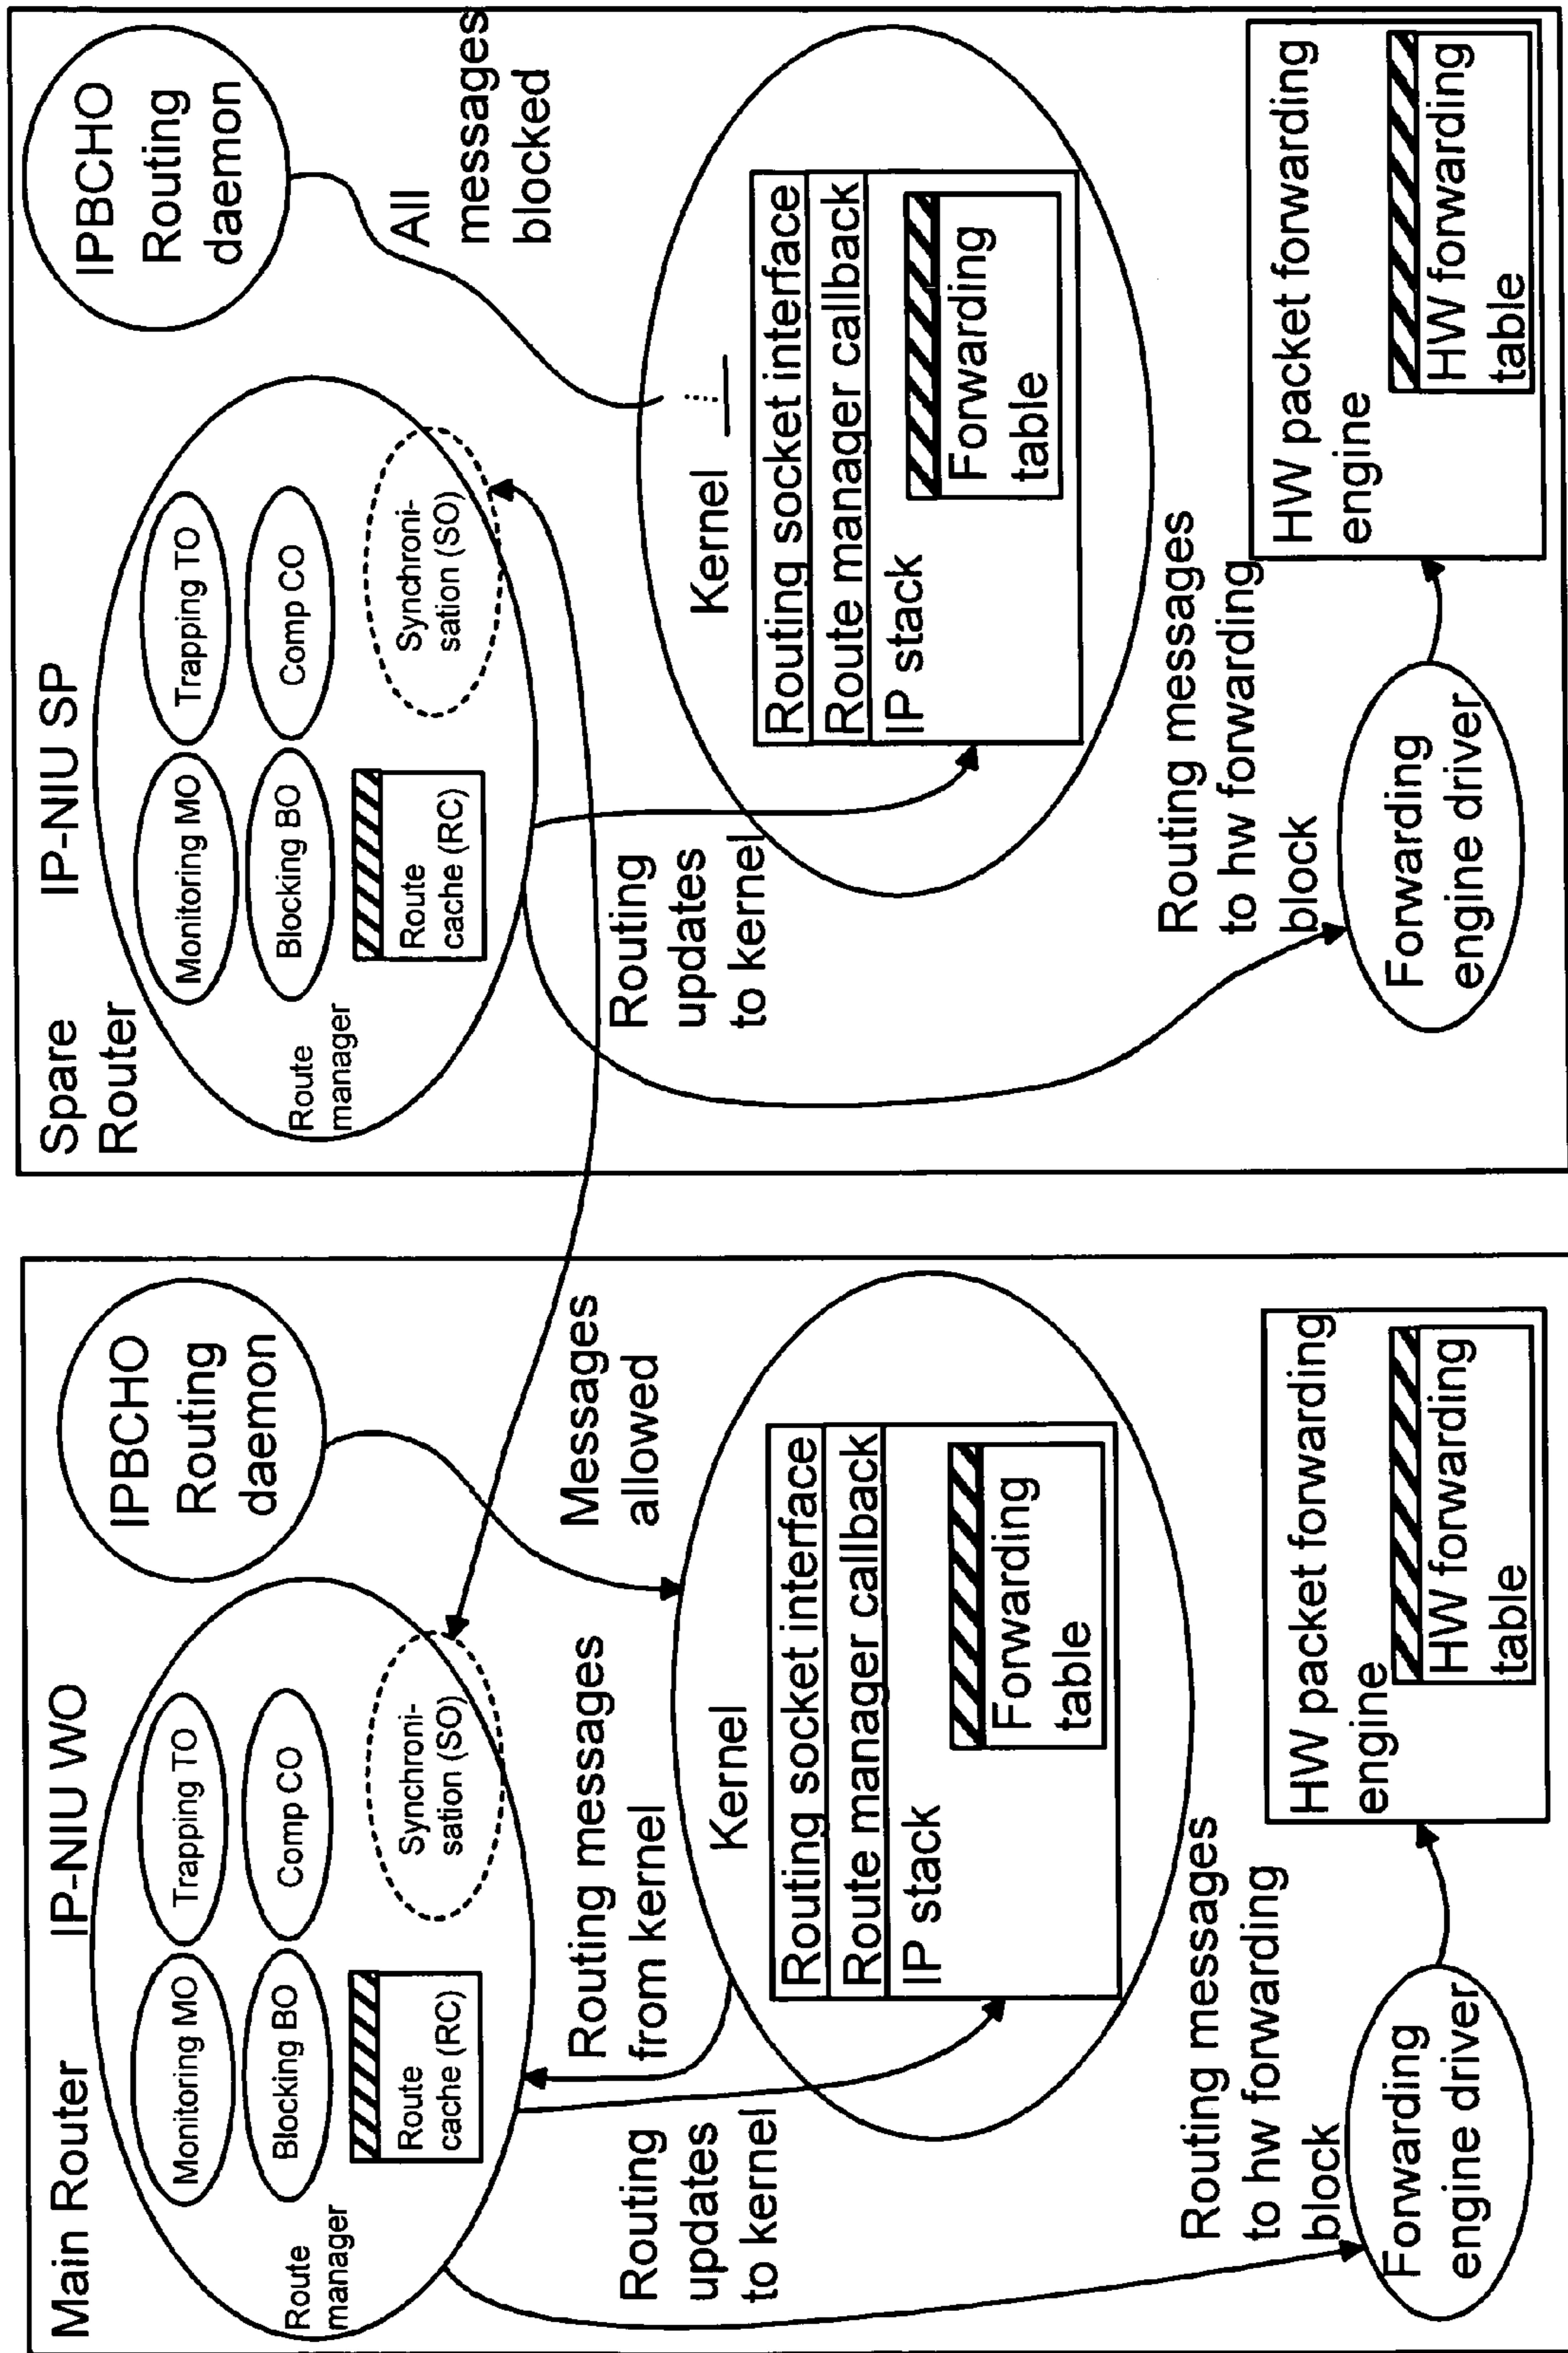 Main Router
IP-NIU WO
Monitoring MO
Trapping TO
Blocking BO
Comp CO
Route
manager
Route
cache (RC)
Synchroni-
sation (SO)
IPBCHO
Routing
daemon
Routing messages
from kernel
Messages
allowed
Routing
updates
to kernel
Kernel
Routing socket interface
Route manager callback
IP stack
Forwarding
table
Routing messages
to hw forwarding
block
Forwarding
engine driver
HW packet forwarding
engine
HW forwarding
table
Spare
Router
IP-NIU SP
Monitoring MO
Trapping TO
Blocking BO
Comp CO
Route
manager
Route
cache (RC)
Synchroni-
sation (SO)
IPBCHO
Routing
daemon
All
messages
blocked
Routing
updates
to kernel
Kernel
Routing socket interface
Route manager callback
IP stack
Forwarding
table
Routing messages
to hw forwarding
block
Forwarding
engine driver
HW packet forwarding
engine
HW forwarding
table